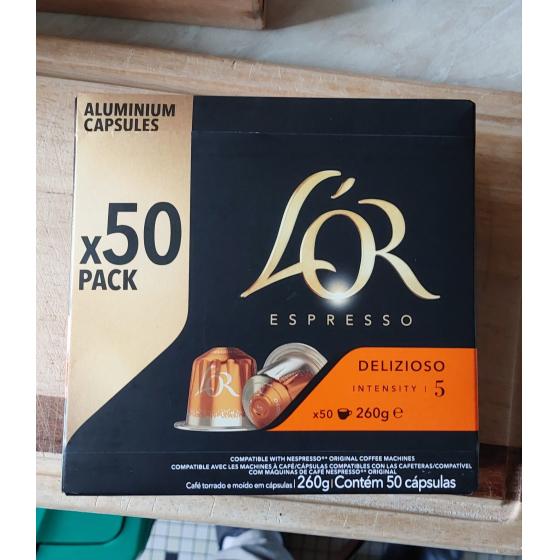 ALUMINIUM
CAPSULES
x50
PACK
L'OR
ESPRESSO
DELIZIOSO
INTENSITY | 5
x50 260g ℮
L'OR
COMPATIBLE WITH NESPRESSO®* ORIGINAL COFFEE MACHINES
COMPATIBLE AVEC LES MACHINES À CAFÉ/CÁPSULAS COMPATIBLES CON LAS CAFETERAS/COMPATÍVEL
COM MÁQUINAS DE CAFÉ NESPRESSO®* ORIGINAL
Café torrado e moído em cápsulas | 260g | Contém 50 cápsulas